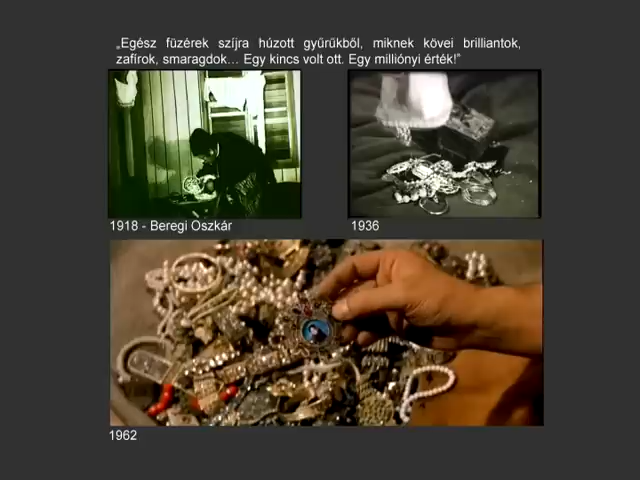 „Egész füzérek szíjra húzott gyűrűkből, miknek kövei brilliantok,
zafírok, smaragdok… Egy kincs volt ott. Egy milliónyi érték!”
1918 - Beregi Oszkár
1936
1962